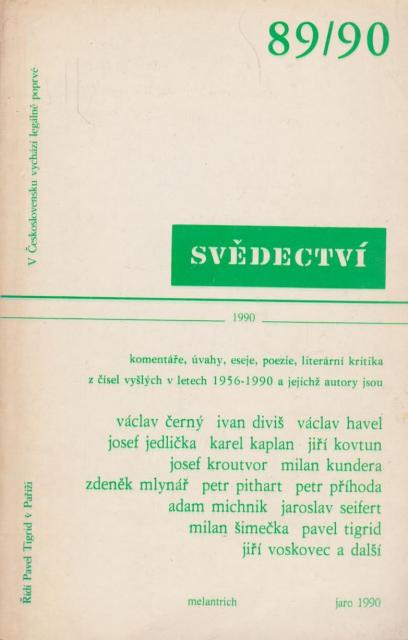 89/90
V Československu vychází legálně poprvé
SVĚDECTVÍ
1990
komentáře, úvahy, eseje, poezie, literární kritika
z čísel vyšlých v letech 1956-1990 a jejichž autory jsou
václav černý ivan diviš václav havel
josef jedlička karel kaplan jiří kovtun
josef kroutvor milan kundera
zdeněk mlynář petr pithart petr příhoda
adam michnik jaroslav seifert
milan šimečka pavel tigrid
jiří voskovec a další
Řídí Pavel Tigrid v Paříži
melantrich jaro 1990